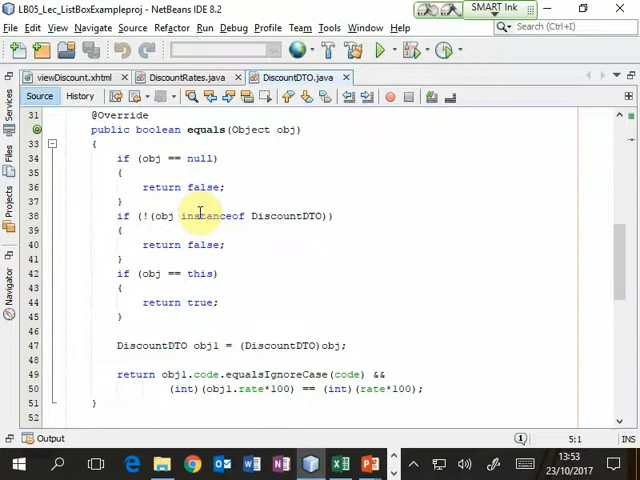 LB05_Lec_ListBoxExampleproj - NetBeans IDE 8.2
SMART Ink
File Edit View Navigate Source Refactor Run Debug Profile Team Tools Window Help
Search (Ctrl+I)
viewDiscount.xhtml DiscountRates.java DiscountDTO.java
Source History
Services
Files
Projects
Navigator
31 @Override
public boolean equals(Object obj)
33 {
34 if (obj == null)
35 {
36 return false;
37 }
38 if (!(obj instanceof DiscountDTO))
39 {
40 return false;
41 }
42 if (obj == this)
43 {
44 return true;
45 }
46
47 DiscountDTO obj1 = (DiscountDTO)obj;
48
49 return obj1.code.equalsIgnoreCase(code) &&
50 (int)(obj1.rate*100) == (int)(rate*100);
51 }
52
Output
1
5:1
INS
13:53
23/10/2017